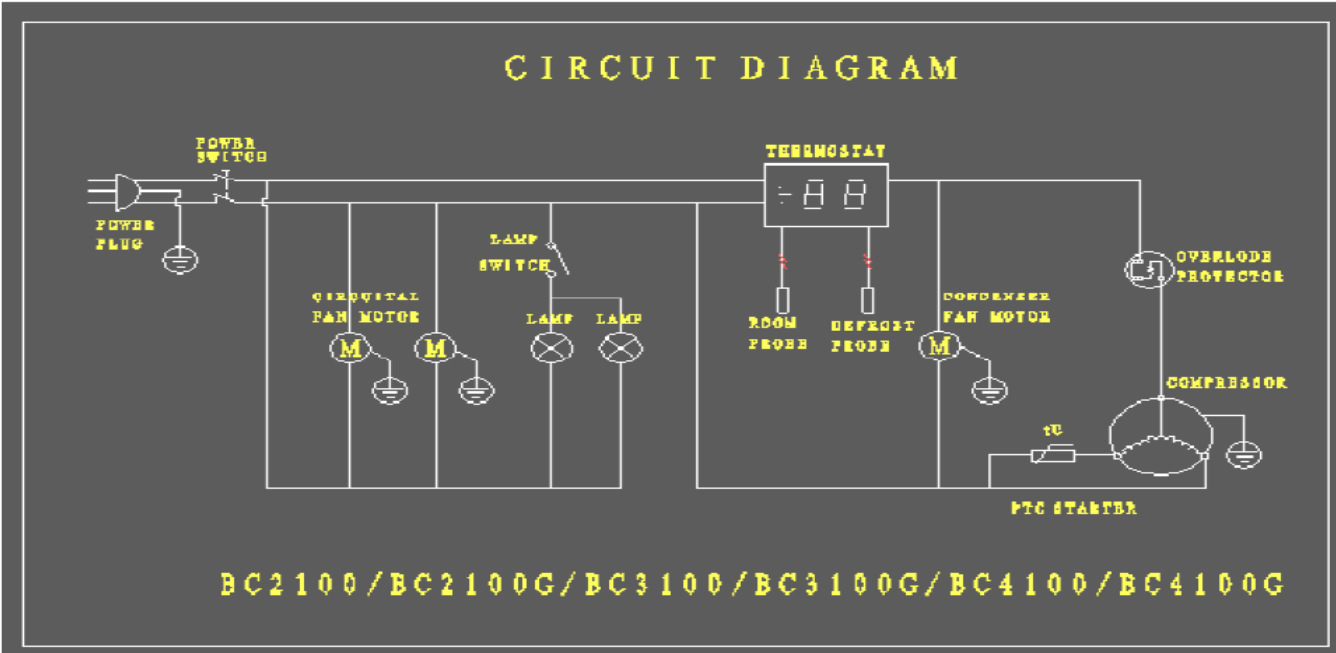 CIRCUIT DIAGRAM
POWER
SWITCH
THERMOSTAT
POWER
PLUG
LAMP
SWITCH
OVERLODE
PROTECTOR
CIRCUITAL
FAN MOTOR
LAMP LAMP
ROOM
PROBE
DEFROST
PROBE
CONDENSER
FAN MOTOR
M M M
COMPRESSOR
PTC STARTER
BC2100/BC2100G/BC3100/BC3100G/BC4100/BC4100G